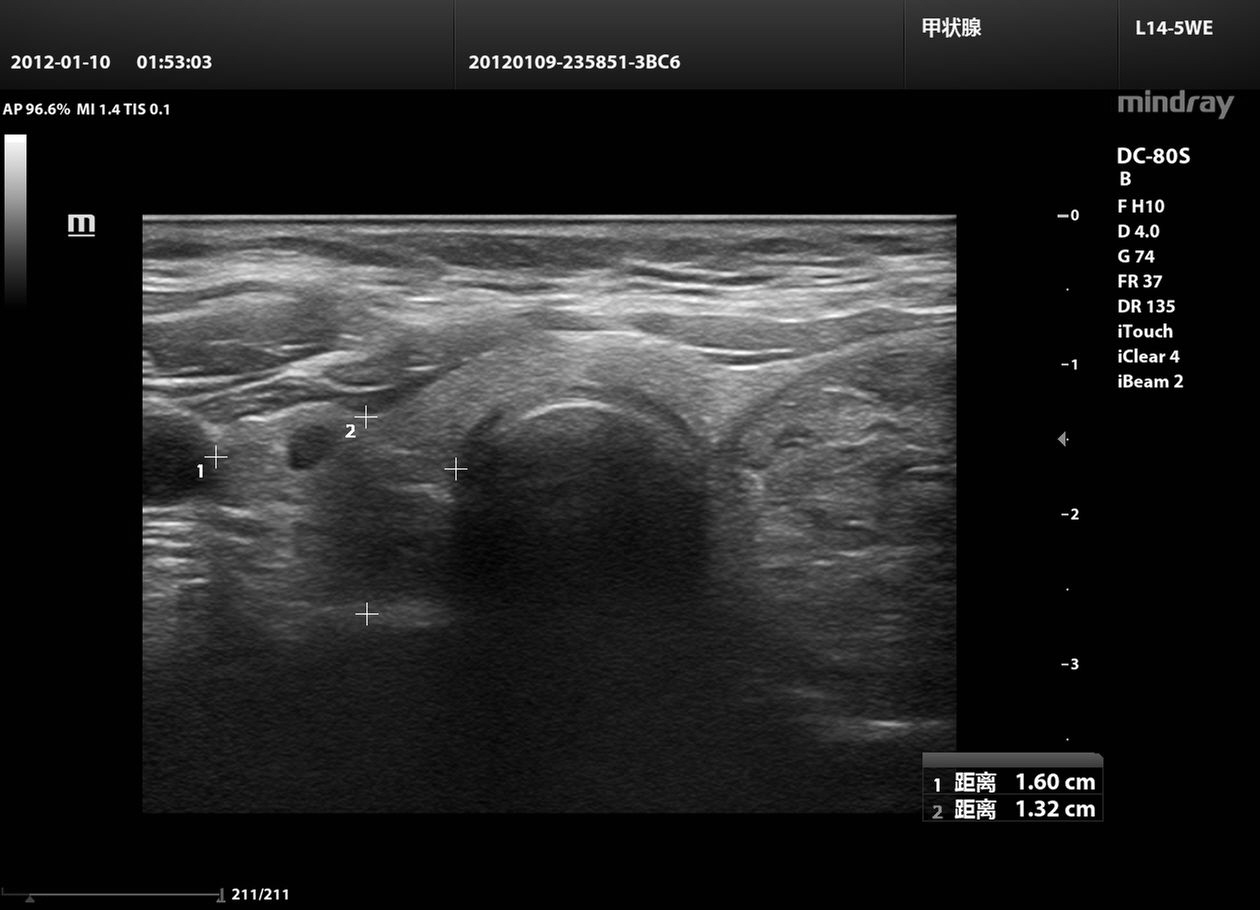 2012-01-10 01:53:03
20120109-235851-3BC6
甲状腺
L14-5WE
AP 96.6% MI 1.4 TIS 0.1
mindray
m
DC-80S
B
F H10
D 4.0
G 74
FR 37
DR 135
iTouch
iClear 4
iBeam 2
0
1
2
3
2
1
1 距离 1.60 cm
2 距离 1.32 cm
211/211